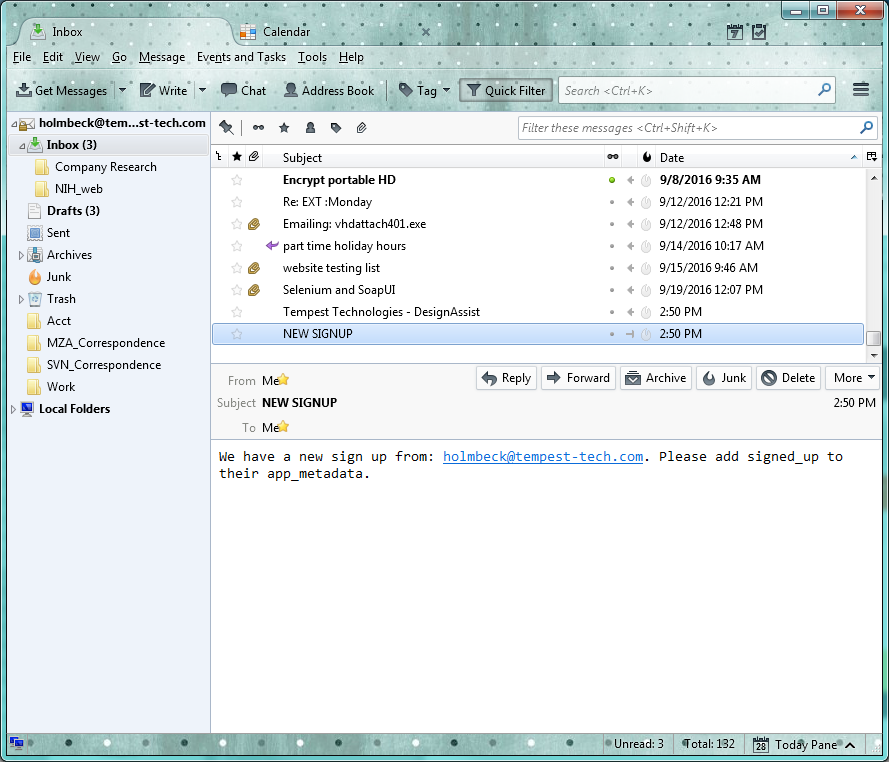 Inbox
Calendar
7
File Edit View Go Message Events and Tasks Tools Help
Get Messages Write Chat Address Book Tag Quick Filter Search <Ctrl+K>
holmbeck@tem...st-tech.com
Inbox (3)
Company Research
NIH_web
Drafts (3)
Sent
Archives
Junk
Trash
Acct
MZA_Correspondence
SVN_Correspondence
Work
Local Folders
Filter these messages <Ctrl+Shift+K>
Subject Date
Encrypt portable HD 9/8/2016 9:35 AM
Re: EXT :Monday 9/12/2016 12:21 PM
Emailing: vhdattach401.exe 9/12/2016 12:48 PM
part time holiday hours 9/14/2016 10:17 AM
website testing list 9/15/2016 9:46 AM
Selenium and SoapUI 9/19/2016 12:07 PM
Tempest Technologies - DesignAssist 2:50 PM
NEW SIGNUP 2:50 PM
From Me
Reply Forward Archive Junk Delete More
Subject NEW SIGNUP 2:50 PM
To Me
We have a new sign up from: holmbeck@tempest-tech.com. Please add signed_up to
their app_metadata.
Unread: 3 Total: 132 28 Today Pane